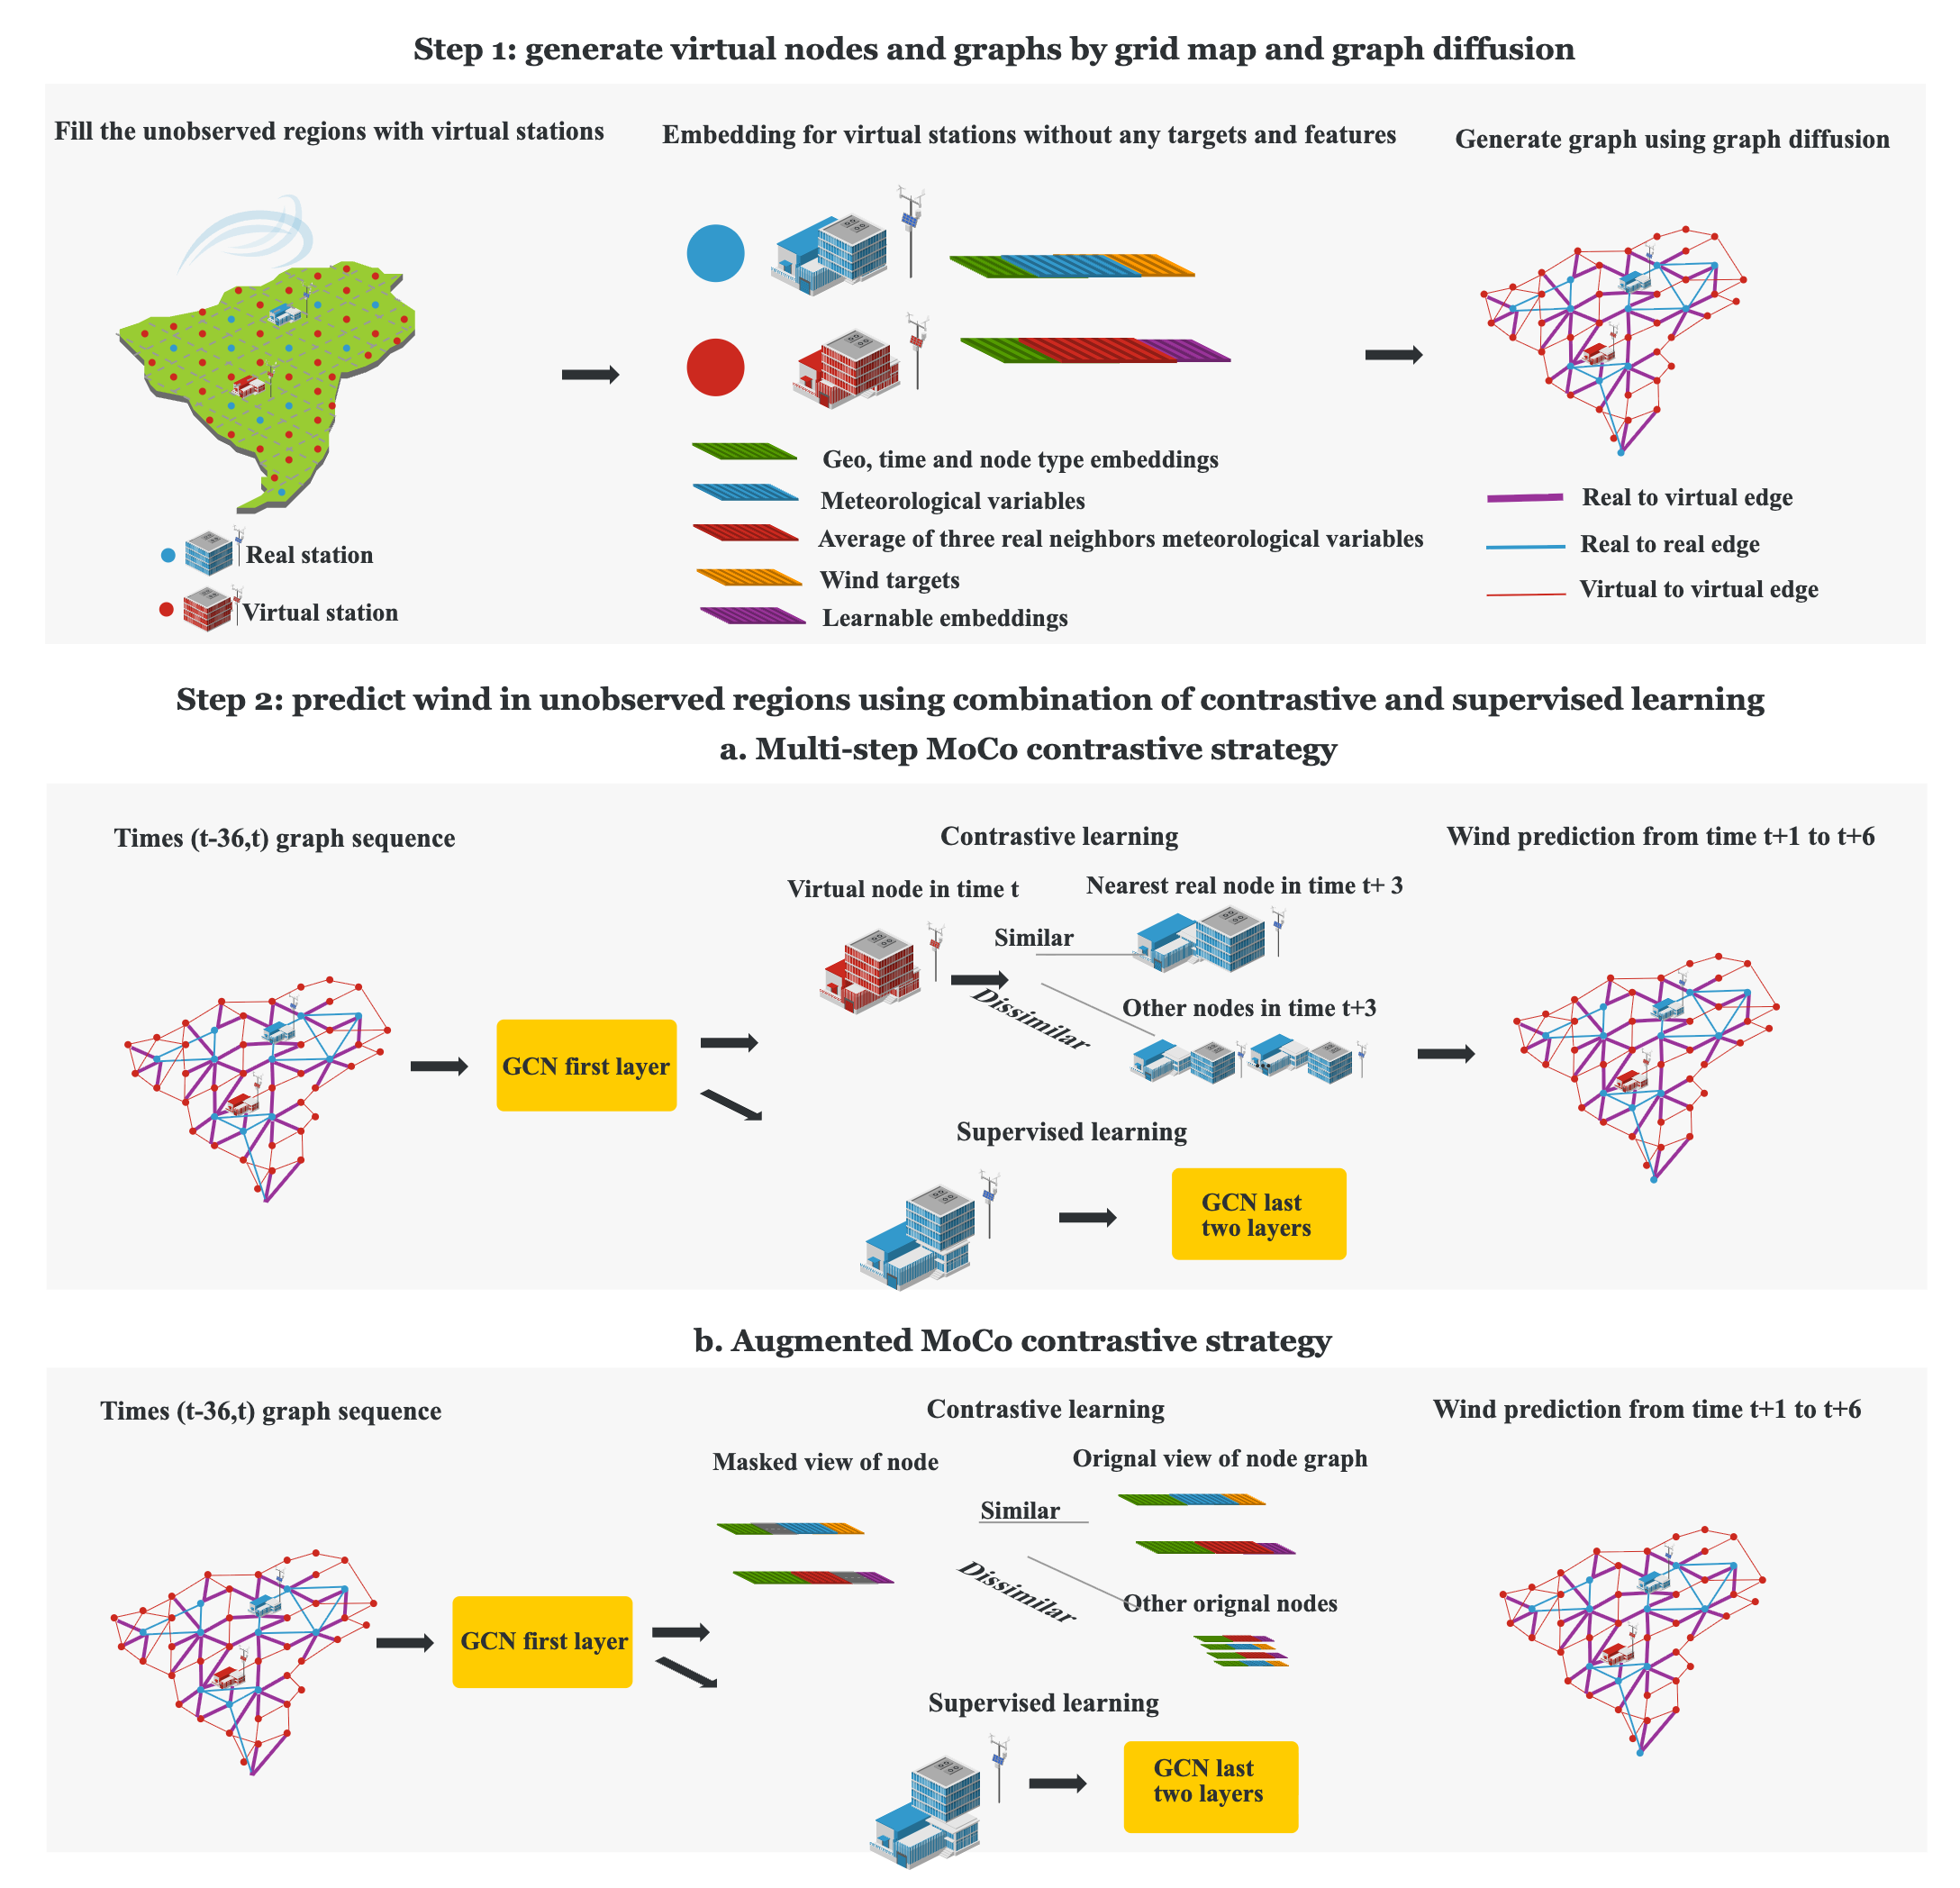 Step 1: generate virtual nodes and graphs by grid map and graph diffusion
Fill the unobserved regions with virtual stations
Embedding for virtual stations without any targets and features
Generate graph using graph diffusion
Geo, time and node type embeddings
Meteorological variables
Average of three real neighbors meteorological variables
Wind targets
Learnable embeddings
Real station
Virtual station
Real to virtual edge
Real to real edge
Virtual to virtual edge
Step 2: predict wind in unobserved regions using combination of contrastive and supervised learning
a. Multi-step MoCo contrastive strategy
Times (t-36,t) graph sequence
Contrastive learning
Wind prediction from time t+1 to t+6
Virtual node in time t
Nearest real node in time t+ 3
Similar
Dissimilar
Other nodes in time t+3
GCN first layer
Supervised learning
GCN last
two layers
b. Augmented MoCo contrastive strategy
Times (t-36,t) graph sequence
Contrastive learning
Wind prediction from time t+1 to t+6
Masked view of node
Orignal view of node graph
Similar
Dissimilar
Other orignal nodes
GCN first layer
Supervised learning
GCN last
two layers